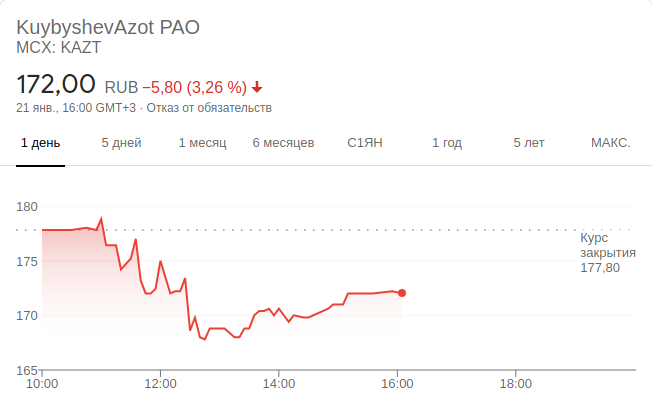 KuybyshevAzot PAO
MCX: KAZT
172,00 RUB −5,80 (3,26 %)
21 янв., 16:00 GMT+3 · Отказ от обязательств
1 день 5 дней 1 месяц 6 месяцев С1ЯН 1 год 5 лет МАКС.
180
Курс
закрытия
177,80
175
170
165
10:00 12:00 14:00 16:00 18:00